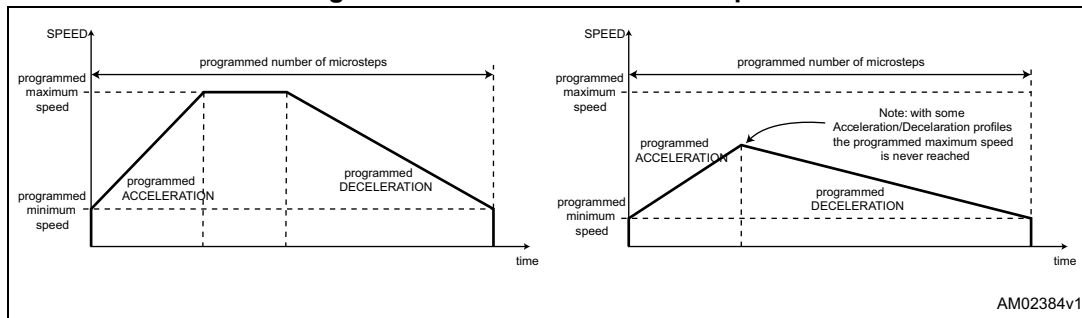 SPEED
programmed number of microsteps
programmed
maximum
speed
programmed
ACCELERATION
programmed
DECELERATION
programmed
minimum
speed
time
SPEED
programmed number of microsteps
programmed
maximum
speed
Note: with some
Acceleration/Decelaration profiles
the programmed maximum speed
is never reached
programmed
ACCELERATION
programmed
DECELERATION
programmed
minimum
speed
time
AM02384v1